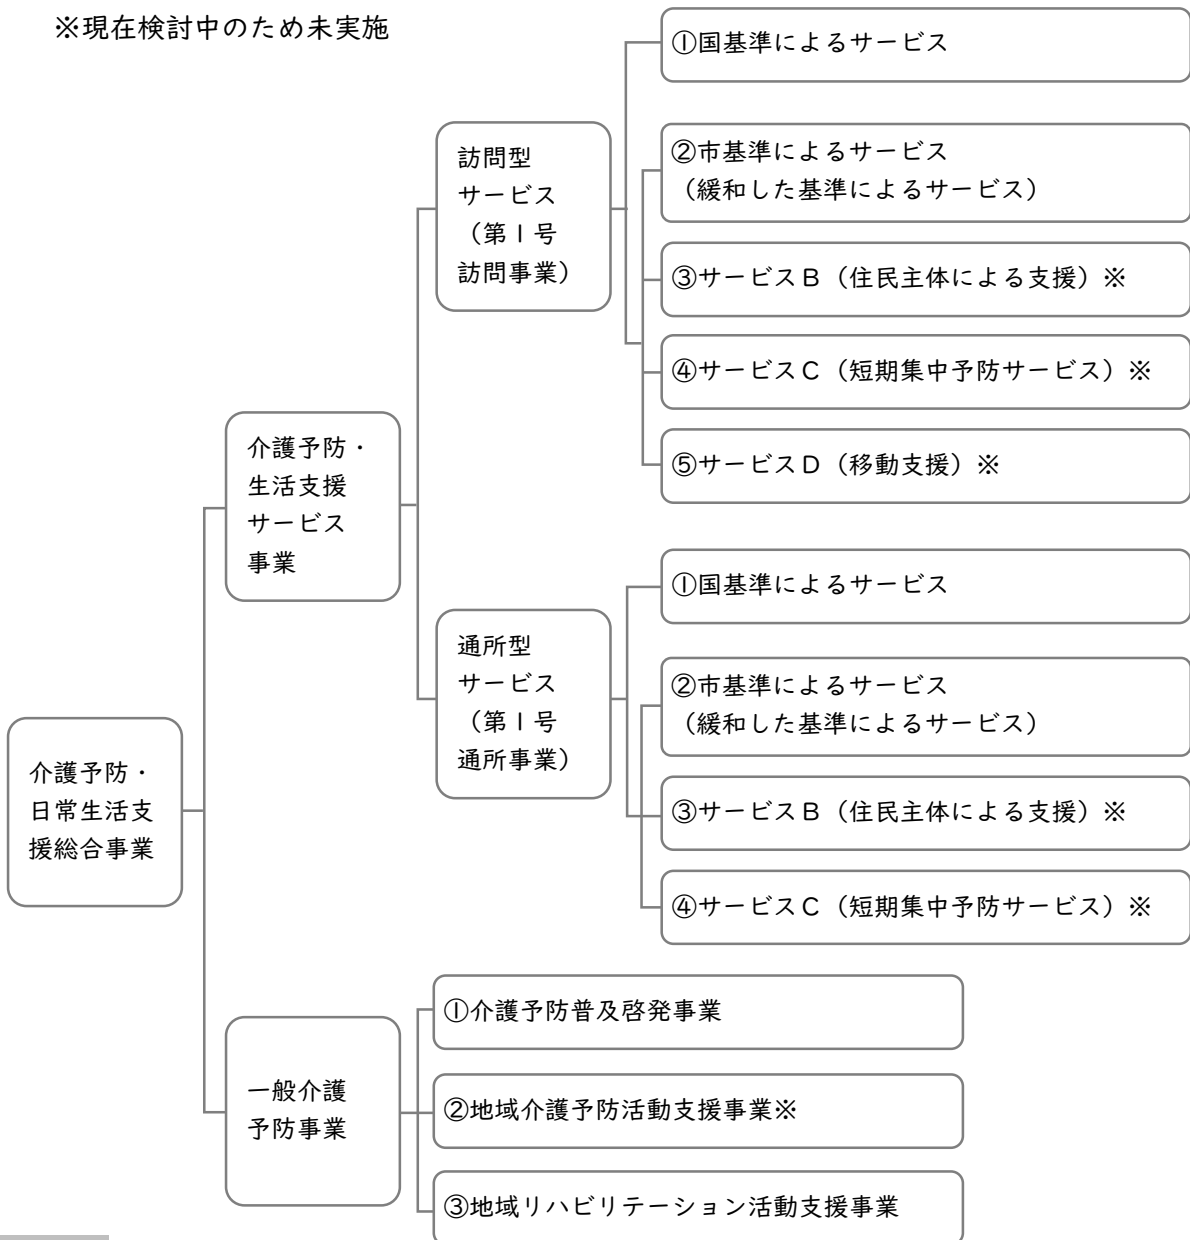 ※現在検討中のため未実施
①国基準によるサービス
訪問型
サービス
（第１号
訪問事業）
②市基準によるサービス
（緩和した基準によるサービス）
③サービスＢ（住民主体による支援）※
④サービスＣ（短期集中予防サービス）※
⑤サービスＤ（移動支援）※
介護予防・
生活支援
サービス
事業
①国基準によるサービス
通所型
サービス
（第１号
通所事業）
②市基準によるサービス
（緩和した基準によるサービス）
③サービスＢ（住民主体による支援）※
④サービスＣ（短期集中予防サービス）※
介護予防・
日常生活支
援総合事業
一般介護
予防事業
①介護予防普及啓発事業
②地域介護予防活動支援事業※
③地域リハビリテーション活動支援事業